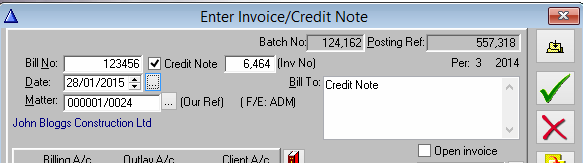 Enter Invoice/Credit Note
Batch No: 124,162 Posting Ref: 557,318
Bill No: 123456 Credit Note 6,464 (Inv No) Per: 3 2014
Date: 28/01/2015 Bill To: Credit Note
Matter: 000001/0024 ... (Our Ref) ( F/E: ADM)
John Bloggs Construction Ltd
Open invoice
Billing A/c Outlay A/c Client A/c